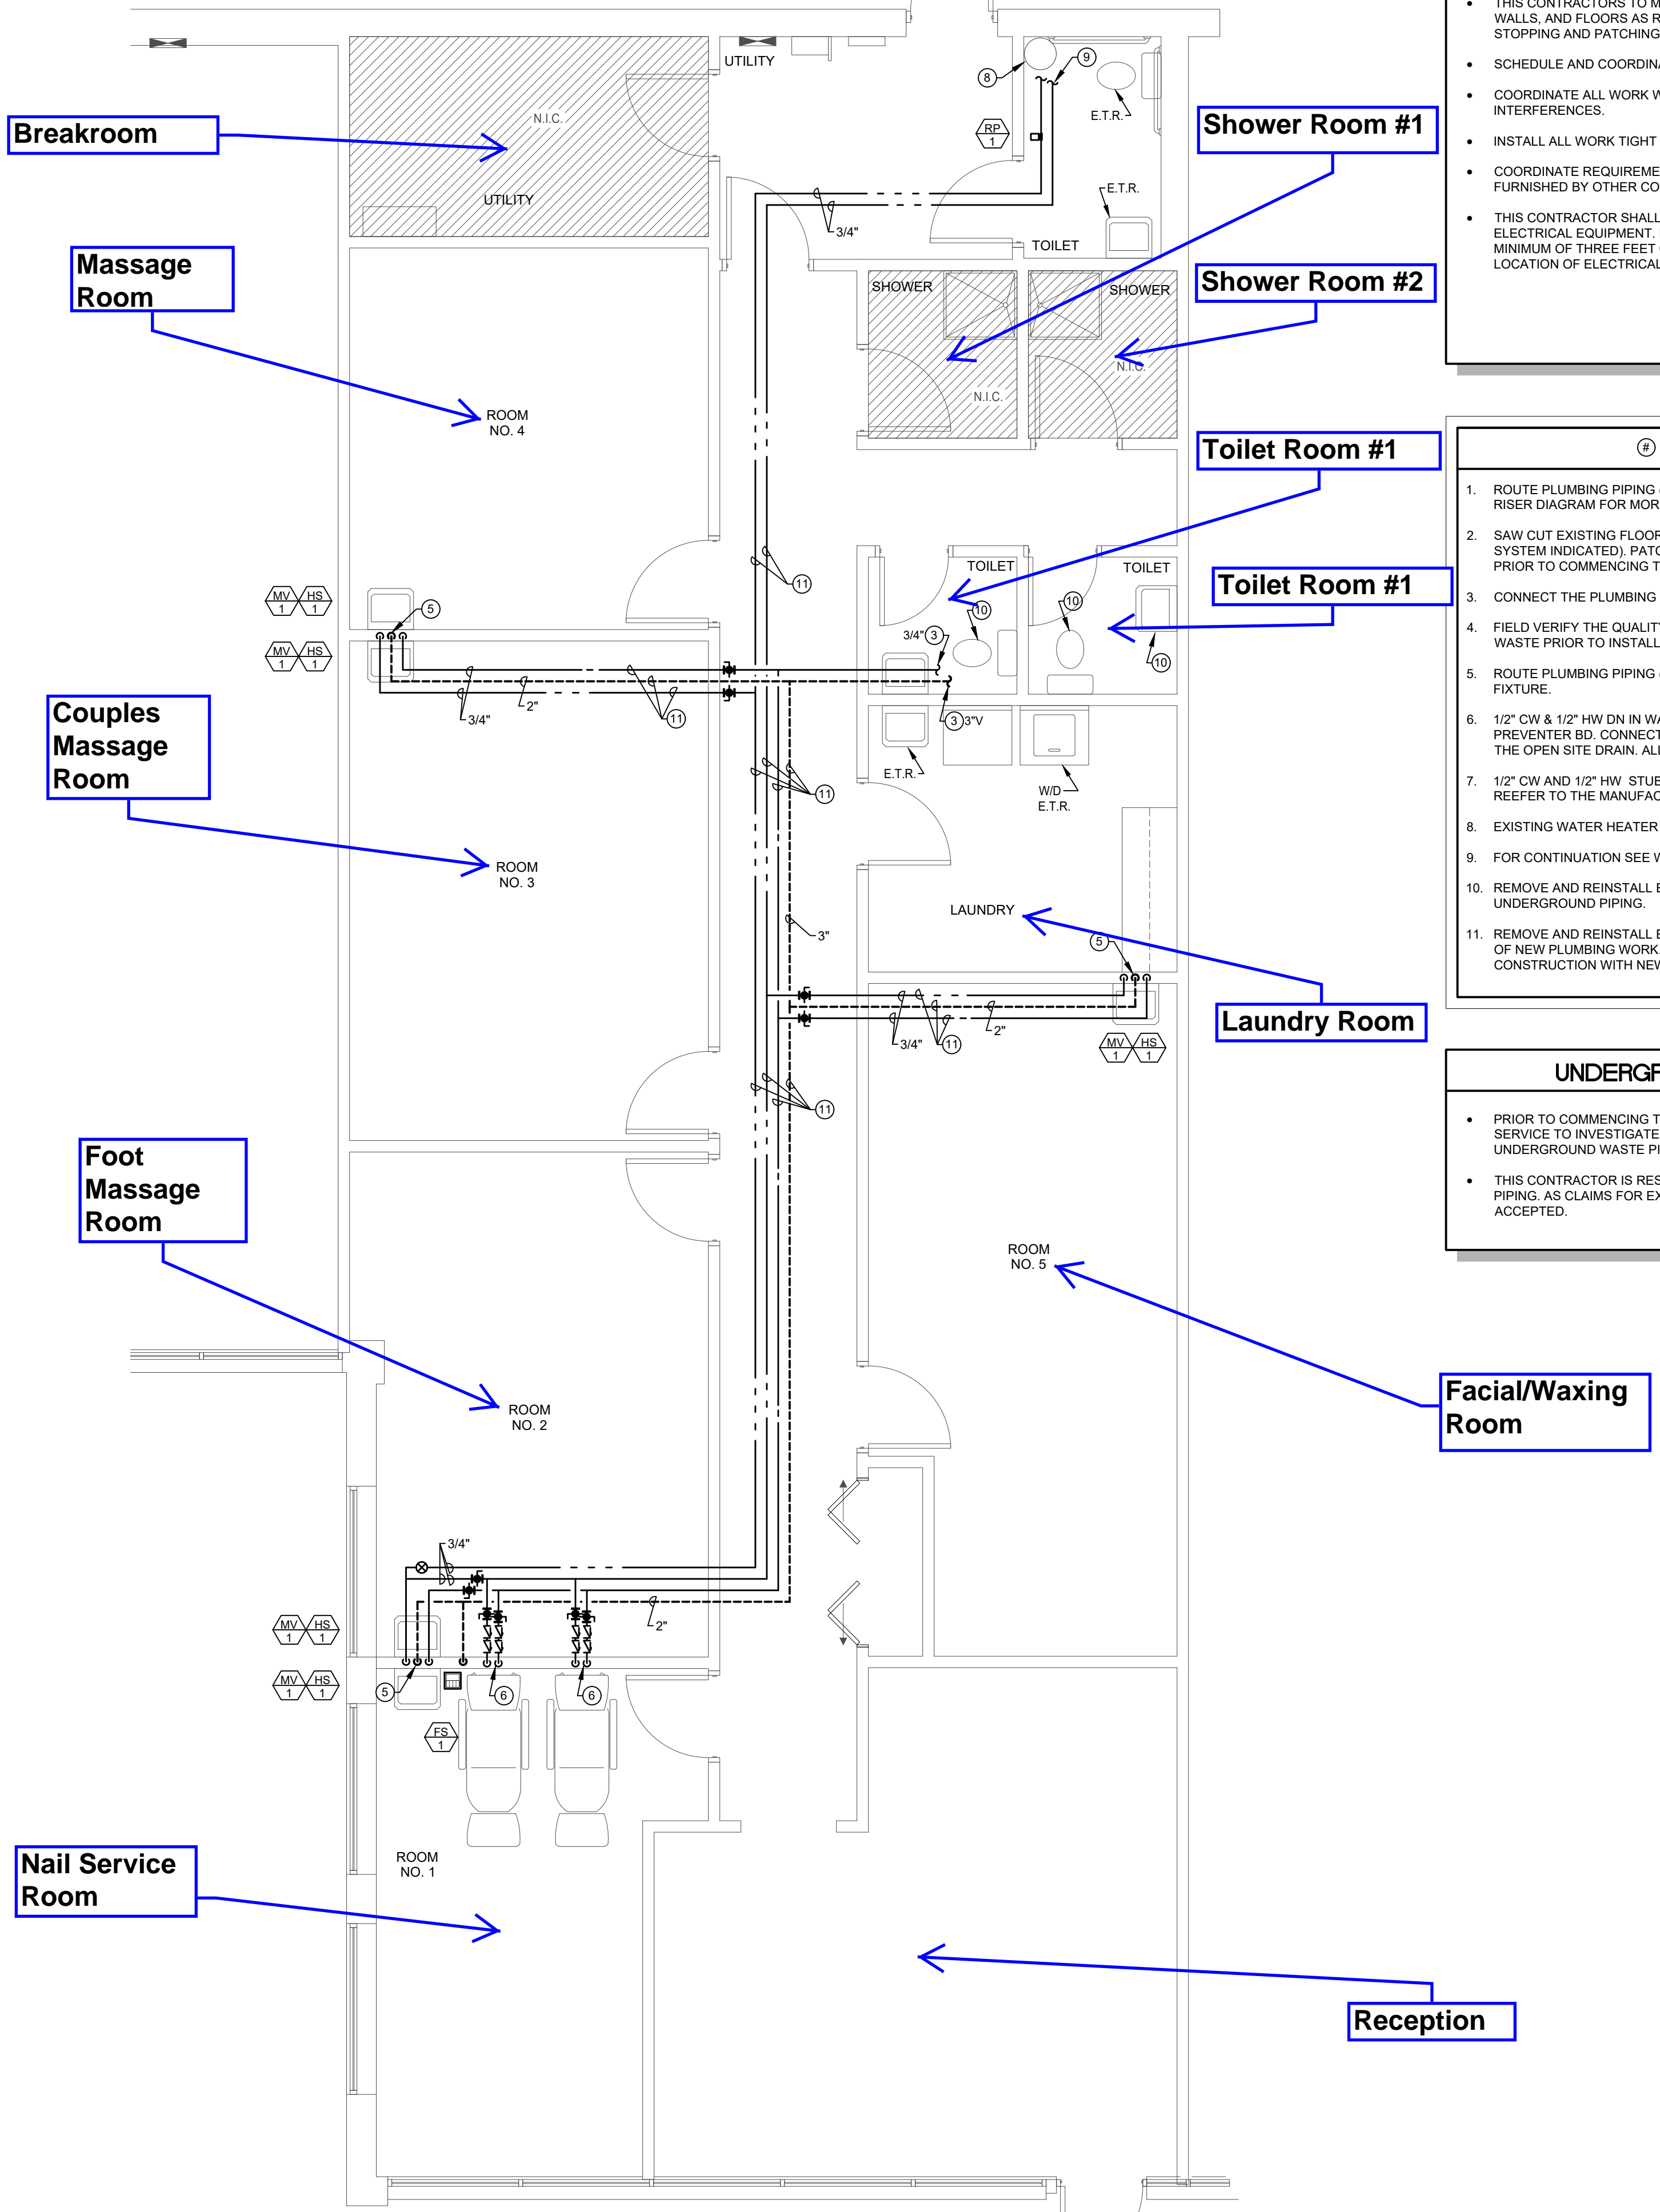 THIS CONTRACTORS TO M
WALLS, AND FLOORS AS R
STOPPING AND PATCHING
SCHEDULE AND COORDINA
COORDINATE ALL WORK W
INTERFERENCES.
INSTALL ALL WORK TIGHT
COORDINATE REQUIREME
FURNISHED BY OTHER CO
THIS CONTRACTOR SHALL
ELECTRICAL EQUIPMENT.
MINIMUM OF THREE FEET
LOCATION OF ELECTRICAL
#
1. ROUTE PLUMBING PIPING
RISER DIAGRAM FOR MOR
2. SAW CUT EXISTING FLOOR
SYSTEM INDICATED). PATC
PRIOR TO COMMENCING T
3. CONNECT THE PLUMBING
4. FIELD VERIFY THE QUALITY
WASTE PRIOR TO INSTALL
5. ROUTE PLUMBING PIPING
FIXTURE.
6. 1/2" CW & 1/2" HW DN IN WA
PREVENTER BD. CONNECT
THE OPEN SITE DRAIN. ALL
7. 1/2" CW AND 1/2" HW STUB
REEFER TO THE MANUFAC
8. EXISTING WATER HEATER
9. FOR CONTINUATION SEE W
10. REMOVE AND REINSTALL E
UNDERGROUND PIPING.
11. REMOVE AND REINSTALL E
OF NEW PLUMBING WORK.
CONSTRUCTION WITH NEW
UNDERGR
PRIOR TO COMMENCING T
SERVICE TO INVESTIGATE
UNDERGROUND WASTE PI
THIS CONTRACTOR IS RES
PIPING. AS CLAIMS FOR EX
ACCEPTED.
Breakroom
N.I.C.
UTILITY
UTILITY
8
9
E.T.R.
RP
1
E.T.R.
3/4"
TOILET
Shower Room #1
Massage
Room
ROOM
NO. 4
SHOWER
SHOWER
N.I.C.
N.I.C.
Shower Room #2
Toilet Room #1
TOILET
TOILET
11
10
10
10
3/4"
3
3
3"V
Toilet Room #1
MV
1
HS
1
5
MV
1
HS
1
3/4"
2"
11
Couples
Massage
Room
ROOM
NO. 3
11
E.T.R.
W/D
E.T.R.
3"
LAUNDRY
5
Laundry Room
3/4"
11
2"
MV
1
HS
1
11
Foot
Massage
Room
ROOM
NO. 2
ROOM
NO. 5
Facial/Waxing
Room
3/4"
2"
MV
1
HS
1
MV
1
HS
1
5
6
6
FS
1
ROOM
NO. 1
Nail Service
Room
Reception